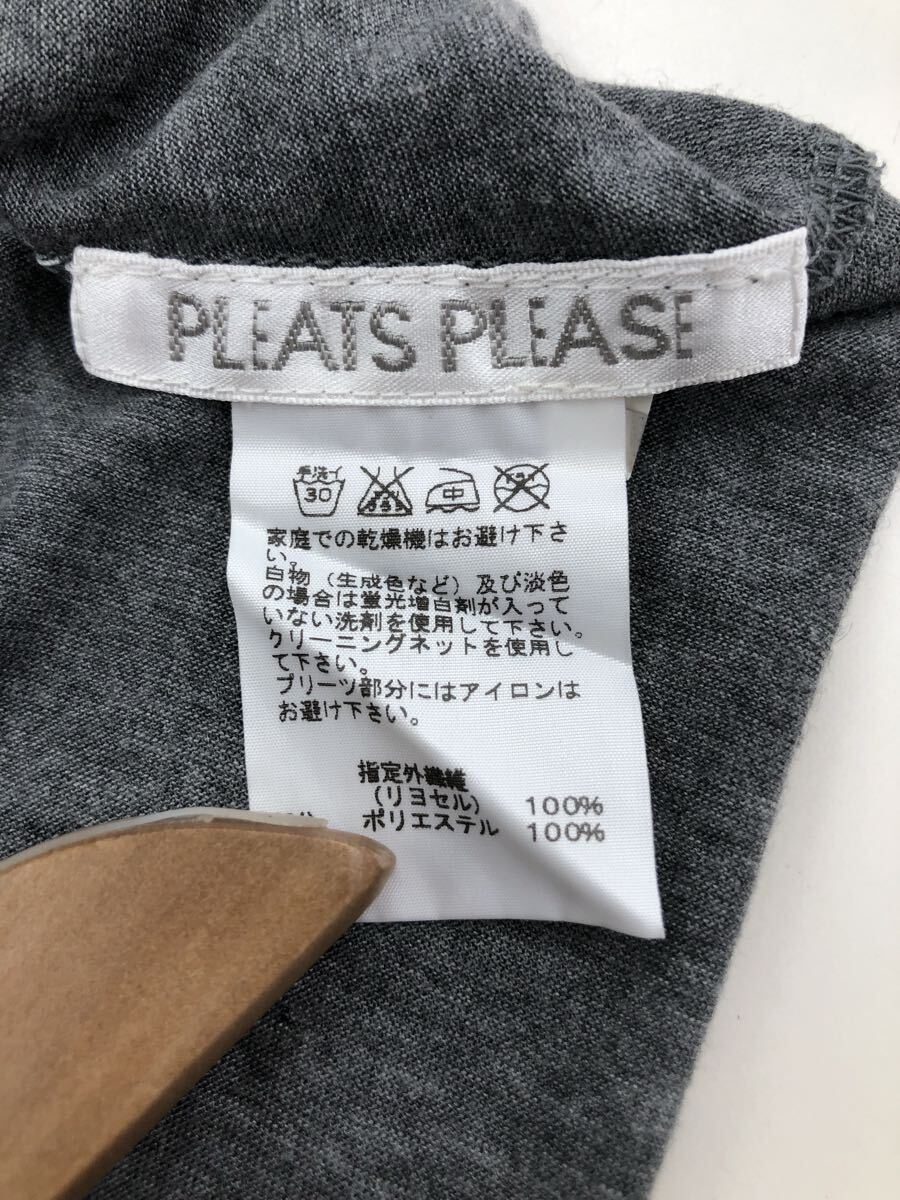 PLEATS PLEASE
手洗イ
30 中
家庭での乾燥機はお避け下さ
い。
白物（生成色など）及び淡色
の場合は蛍光増白剤が入って
いない洗剤を使用して下さい。
クリーニングネットを使用し
て下さい。
プリーツ部分にはアイロンは
お避け下さい。
指定外繊維
（リヨセル） 100%
ポリエステル 100%